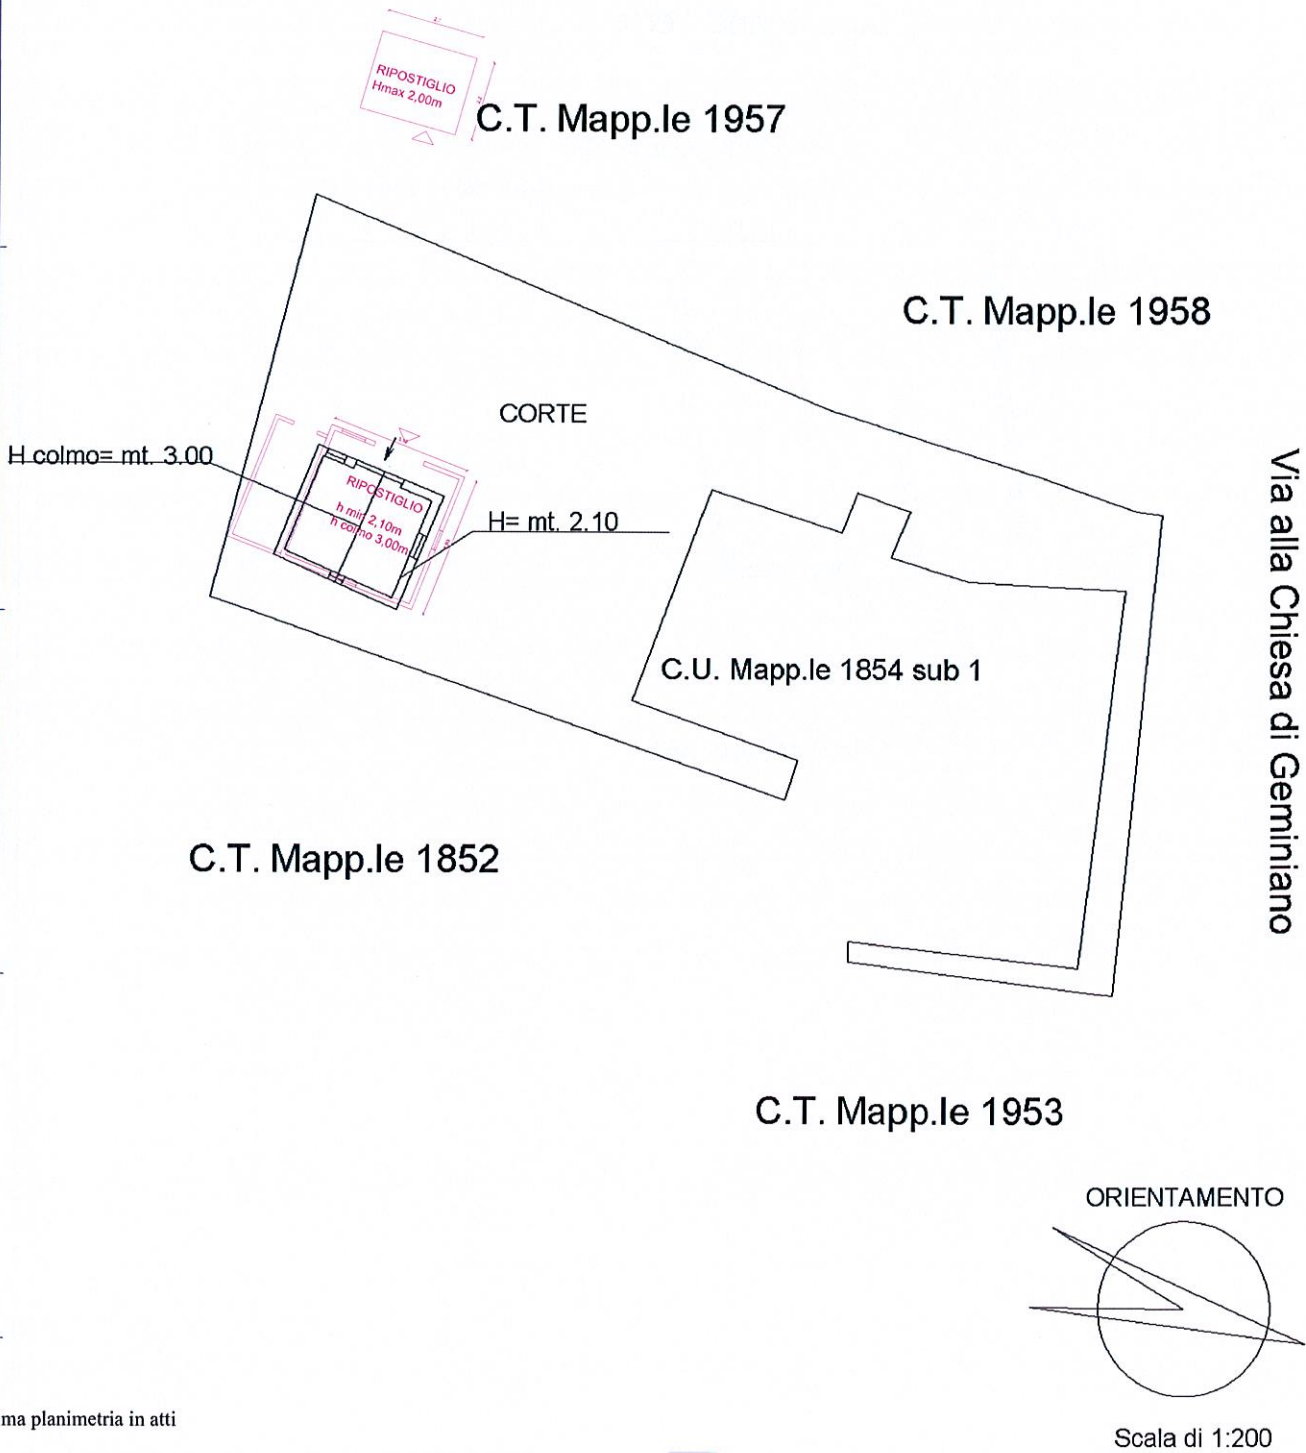 RIPOSTIGLIO
Hmax 2,00m
C.T. Mapp.le 1957
C.T. Mapp.le 1958
CORTE
H colmo= mt. 3.00
RIPOSTIGLIO
h min 2,10m
h colmo 3,00m
H= mt. 2.10
Via alla Chiesa di Geminiano
C.U. Mapp.le 1854 sub 1
C.T. Mapp.le 1852
C.T. Mapp.le 1953
ORIENTAMENTO
ma planimetria in atti
Scala di 1:200